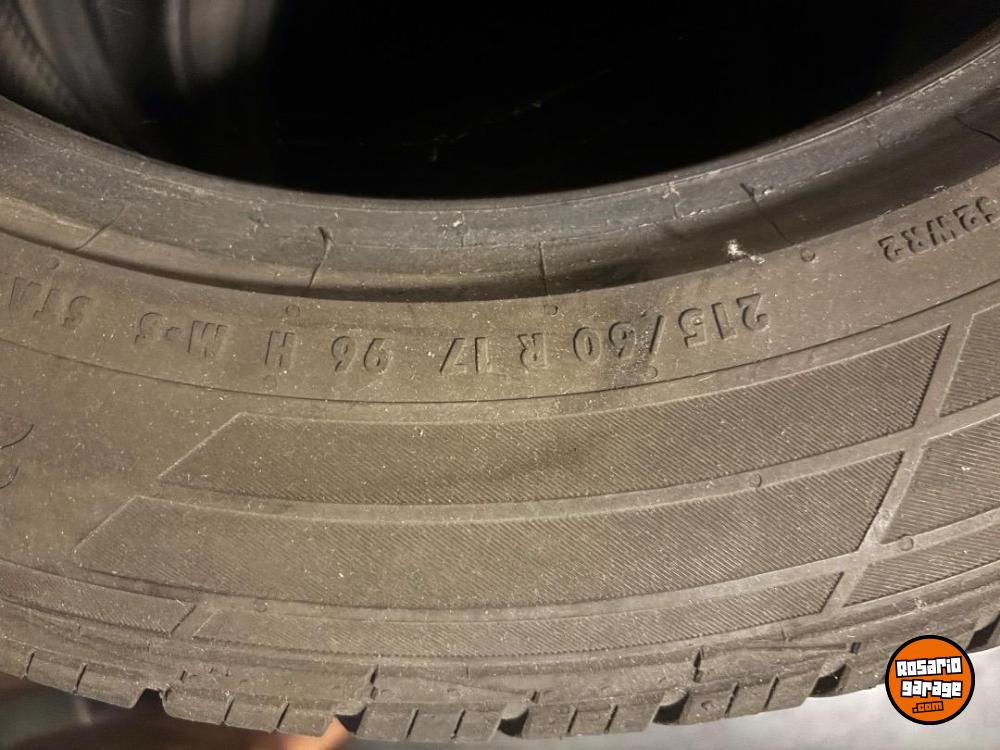 215/60 R 17 96 H M+S
Rosario
garage
.com